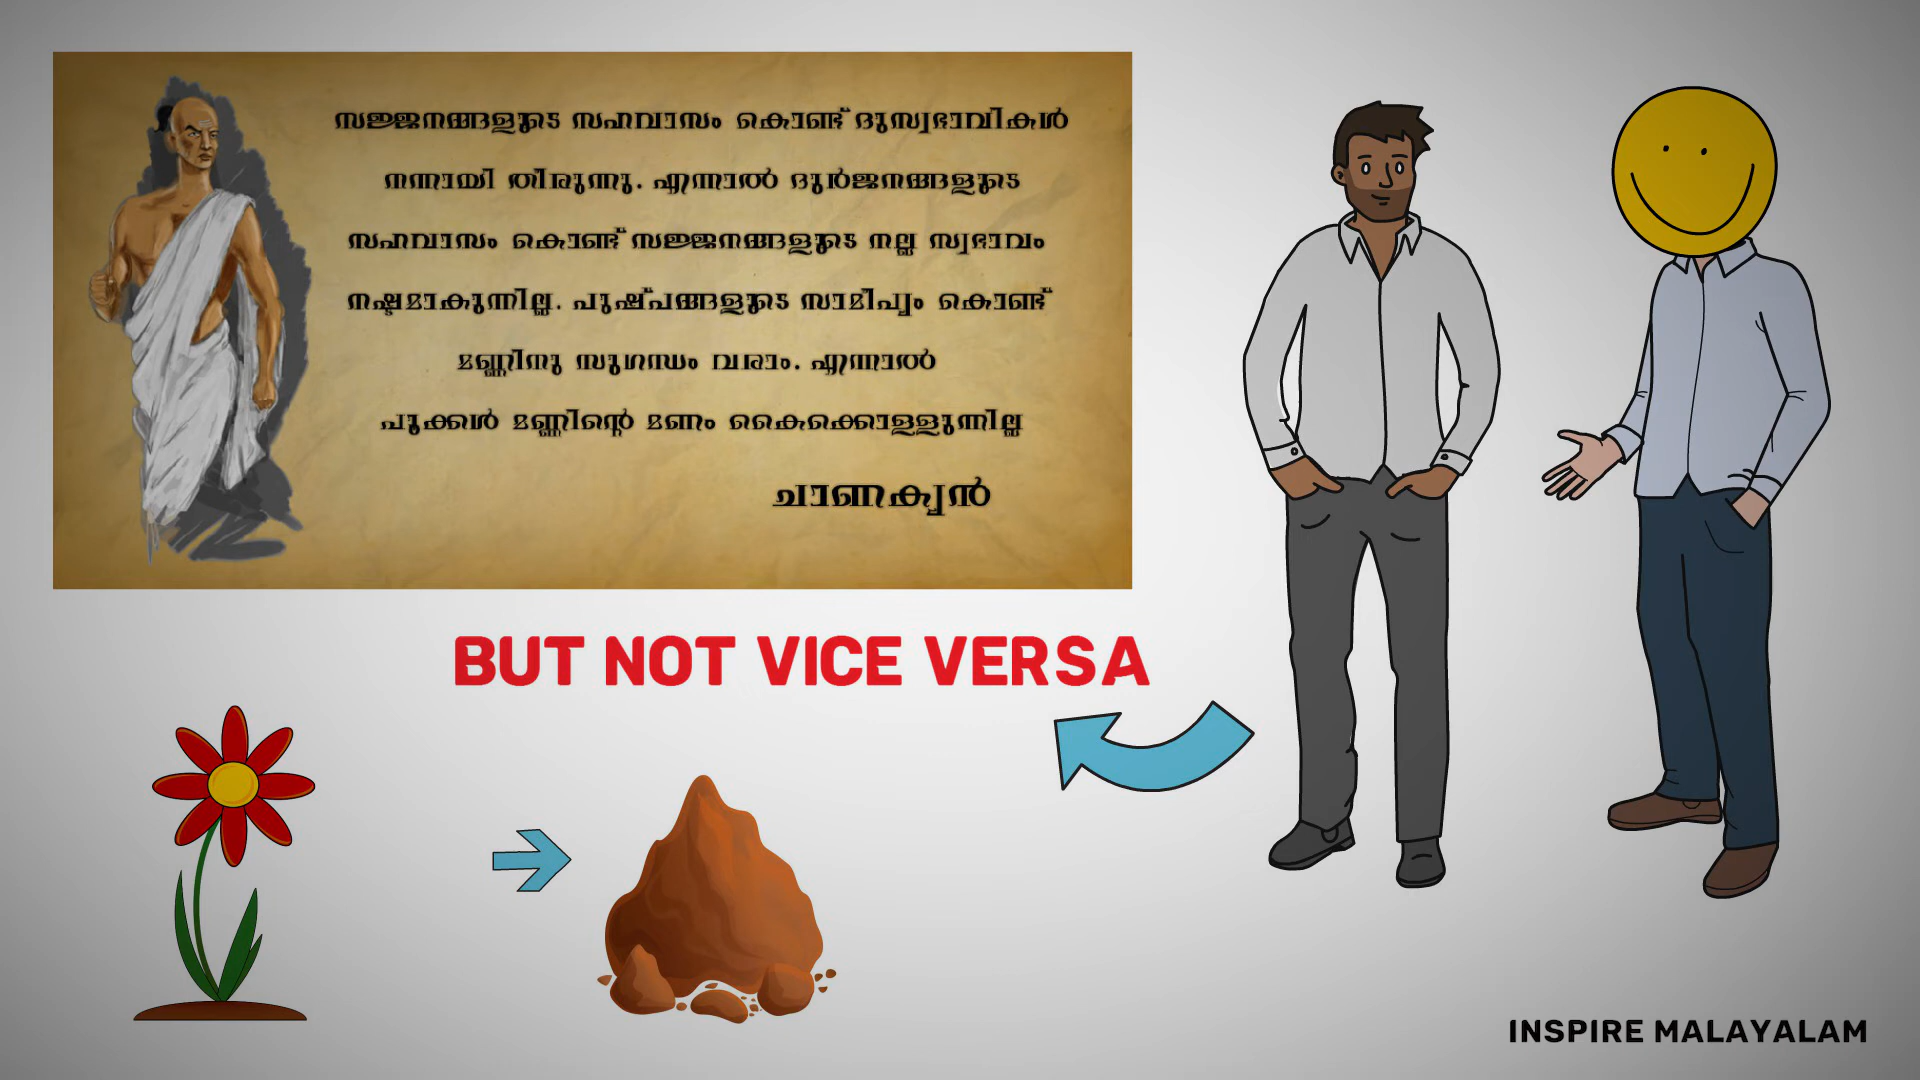 സജ്ജനങ്ങളുടെ സഹവാസം കൊണ്ട് ദുസ്വഭാവികൾ
നന്നായി തീരുന്നു. എന്നാൽ ദുർജനങ്ങളുടെ
സഹവാസം കൊണ്ട് സജ്ജനങ്ങളുടെ നല്ല സ്വഭാവം
നഷ്ടമാകുന്നില്ല. പുഷ്പങ്ങളുടെ സാമീപ്യം കൊണ്ട്
മണ്ണിനു സുഗന്ധം വരാം. എന്നാൽ
പൂക്കൾ മണ്ണിന്റെ മണം കൈക്കൊള്ളുന്നില്ല
ചാണക്യൻ
BUT NOT VICE VERSA
INSPIRE MALAYALAM